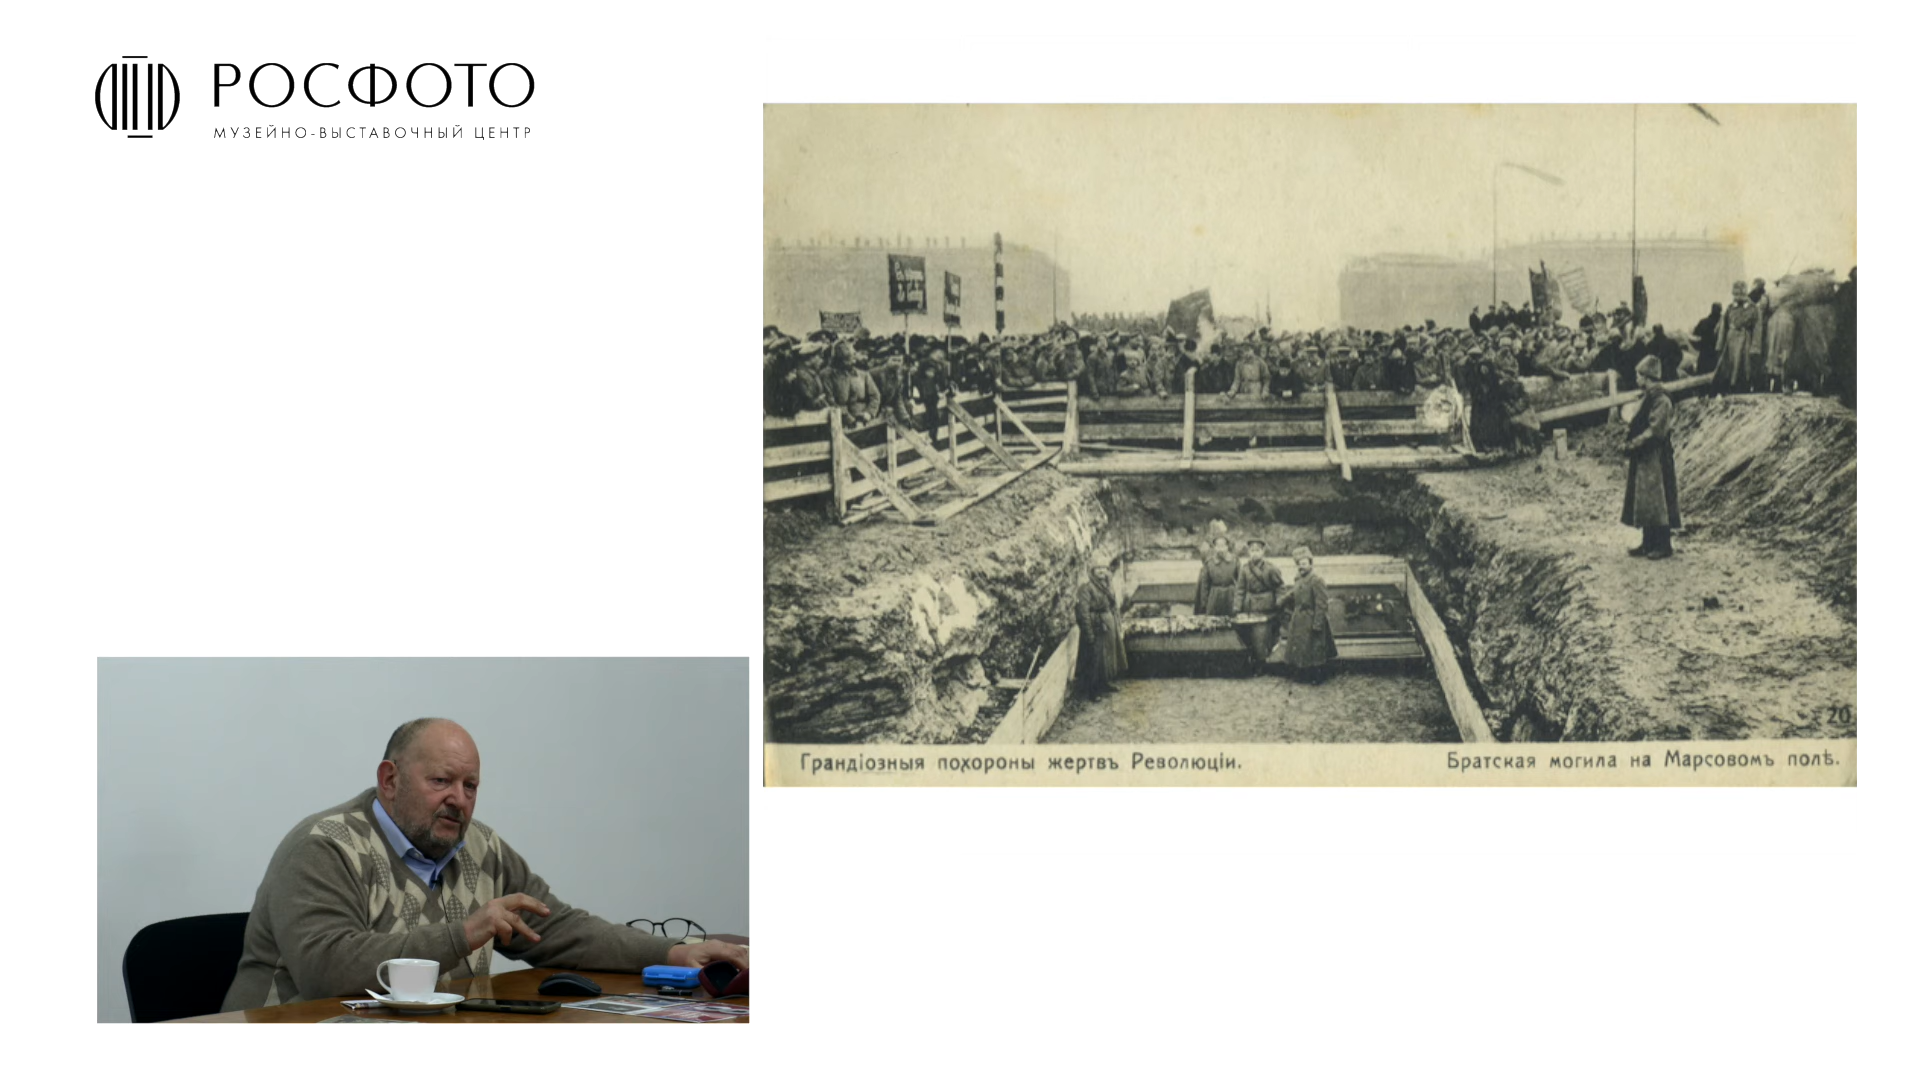 РОСФОТО
МУЗЕЙНО-ВЫСТАВОЧНЫЙ ЦЕНТР
20
Грандіозныя похороны жертвъ Революціи.
Братская могила на Марсовомъ полѣ.